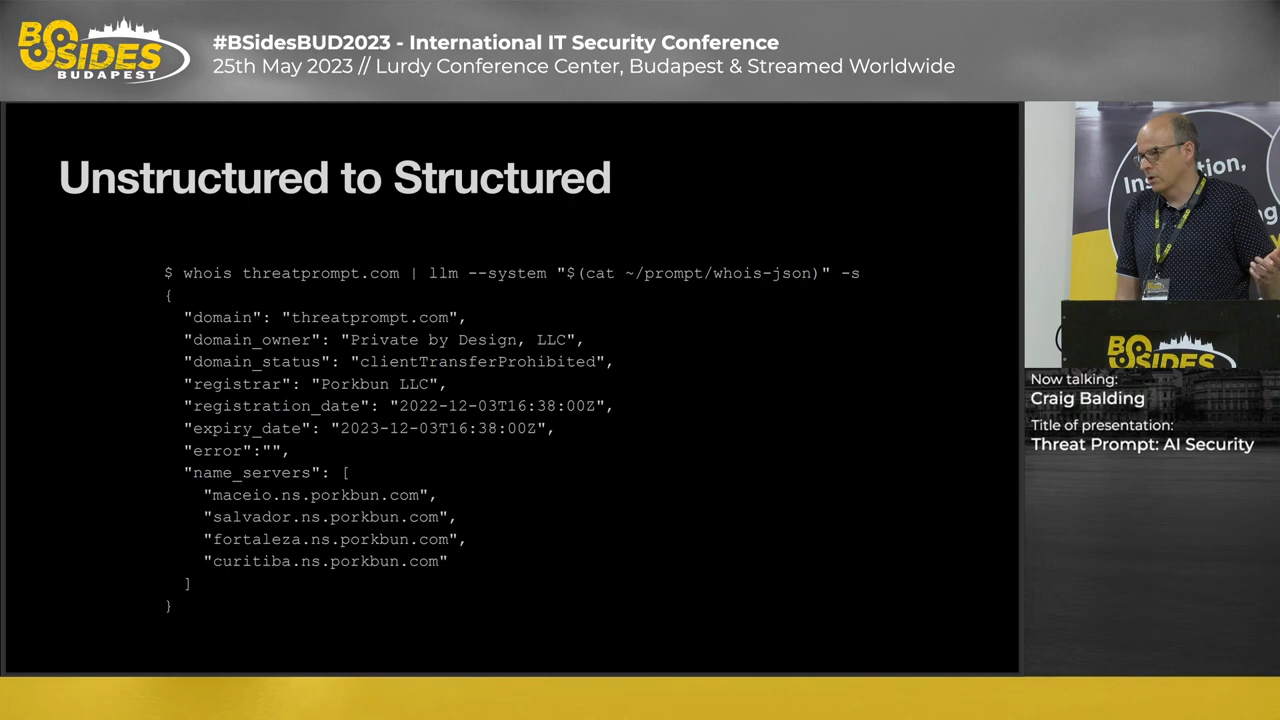 BSIDES
BUDAPEST
#BSidesBUD2023 - International IT Security Conference
25th May 2023 // Lurdy Conference Center, Budapest & Streamed Worldwide
Unstructured to Structured
$ whois threatprompt.com | llm --system "$(cat ~/prompt/whois-json)" -s
{
"domain": "threatprompt.com",
"domain_owner": "Private by Design, LLC",
"domain_status": "clientTransferProhibited",
"registrar": "Porkbun LLC",
"registration_date": "2022-12-03T16:38:00Z",
"expiry_date": "2023-12-03T16:38:00Z",
"error":"",
"name_servers": [
"maceio.ns.porkbun.com",
"salvador.ns.porkbun.com",
"fortaleza.ns.porkbun.com",
"curitiba.ns.porkbun.com"
]
}
BSIDES
Now talking:
Craig Balding
Title of presentation:
Threat Prompt: AI Security